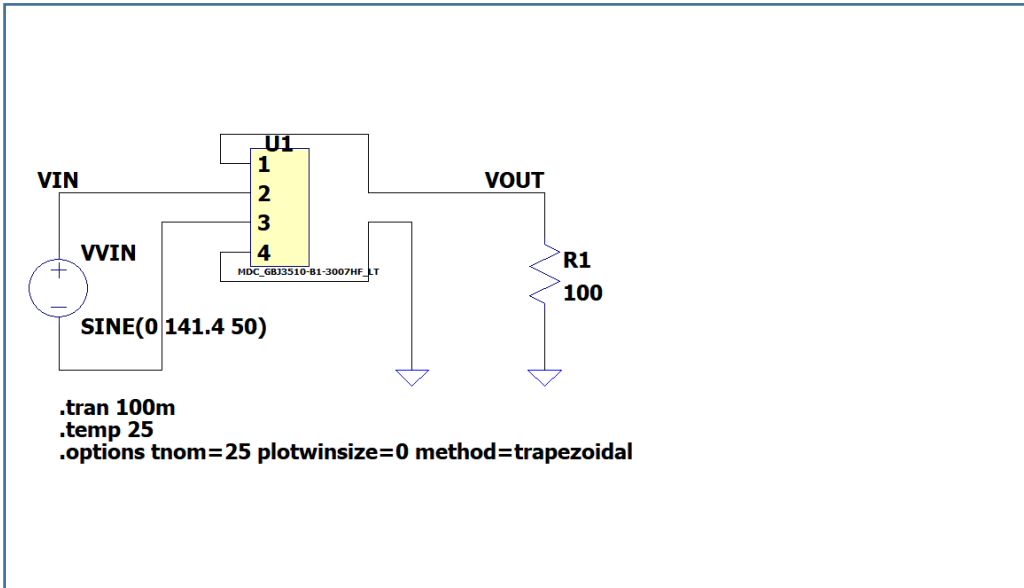 U1
1
VIN
VOUT
2
3
VVIN
4
R1
MDC_GBJ3510-B1-3007HF_LT
100
SINE(0 141.4 50)
.tran 100m
.temp 25
.options tnom=25 plotwinsize=0 method=trapezoidal